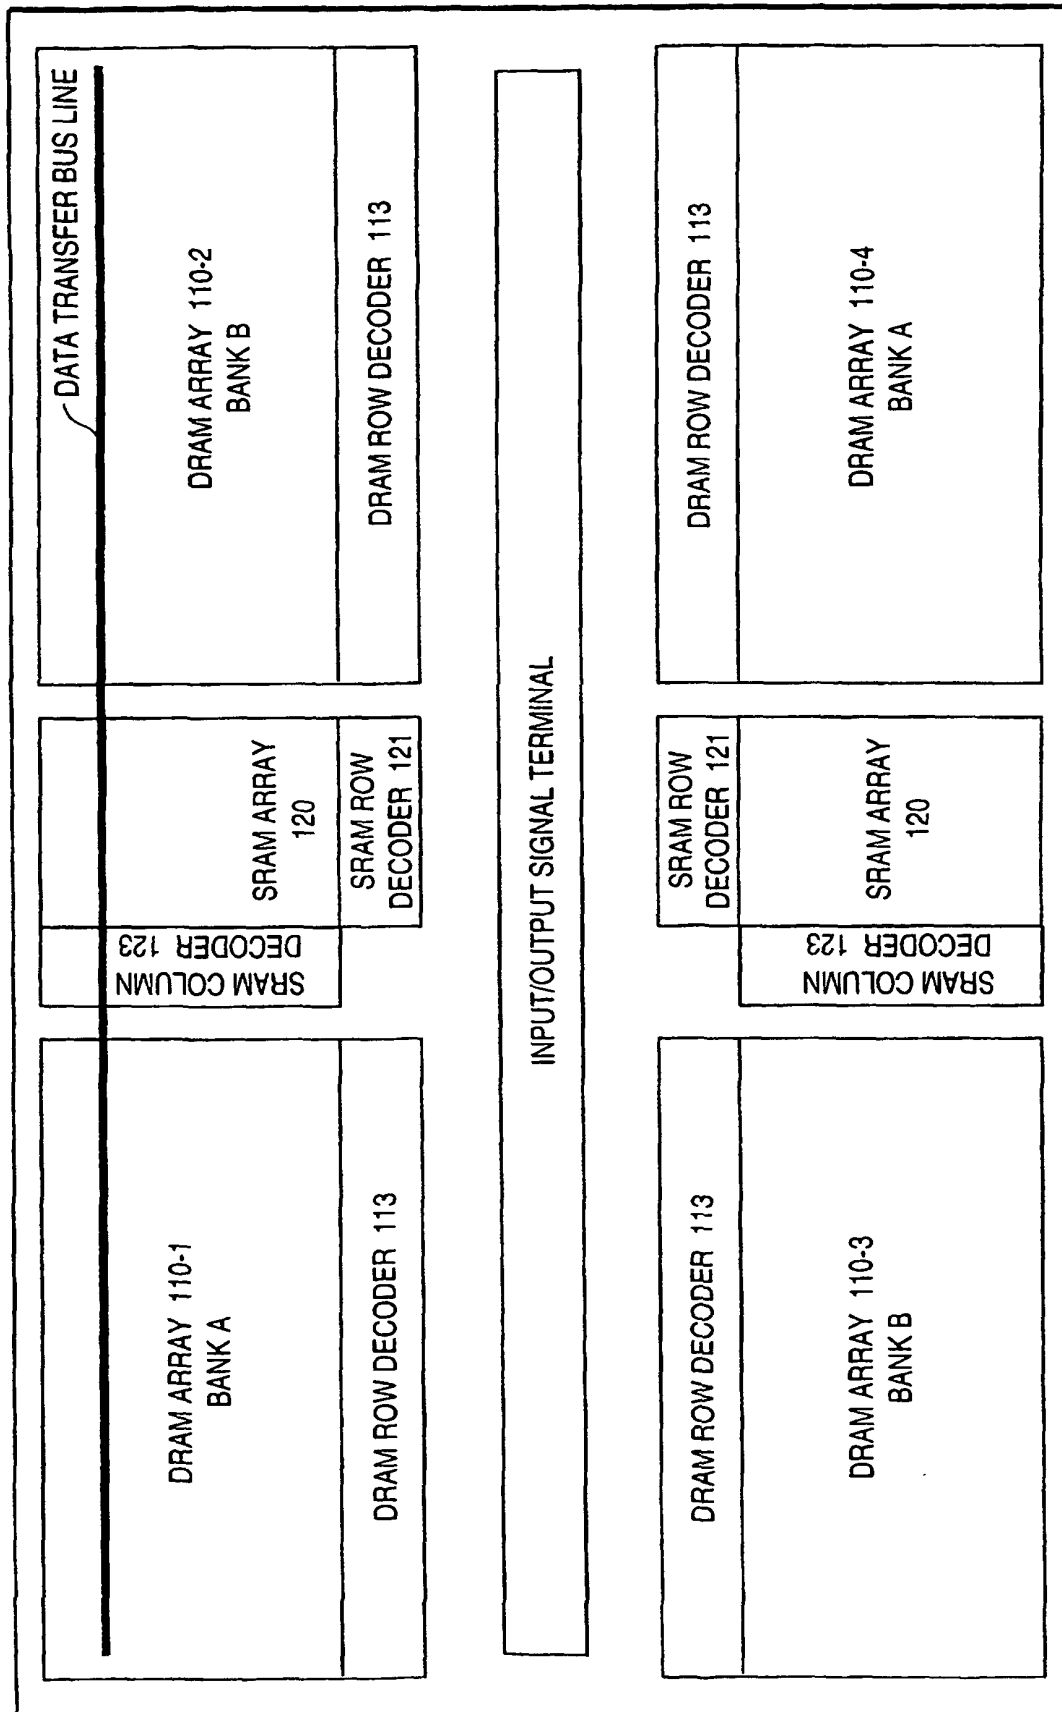 DATA TRANSFER BUS LINE
DRAM ARRAY 110-1
BANK A
DRAM ROW DECODER 113
SRAM COLUMN
DECODER 123
SRAM ARRAY
120
SRAM ROW
DECODER 121
DRAM ARRAY 110-2
BANK B
DRAM ROW DECODER 113
INPUT/OUTPUT SIGNAL TERMINAL
DRAM ROW DECODER 113
DRAM ARRAY 110-3
BANK B
SRAM COLUMN
DECODER 123
SRAM ROW
DECODER 121
SRAM ARRAY
120
DRAM ROW DECODER 113
DRAM ARRAY 110-4
BANK A